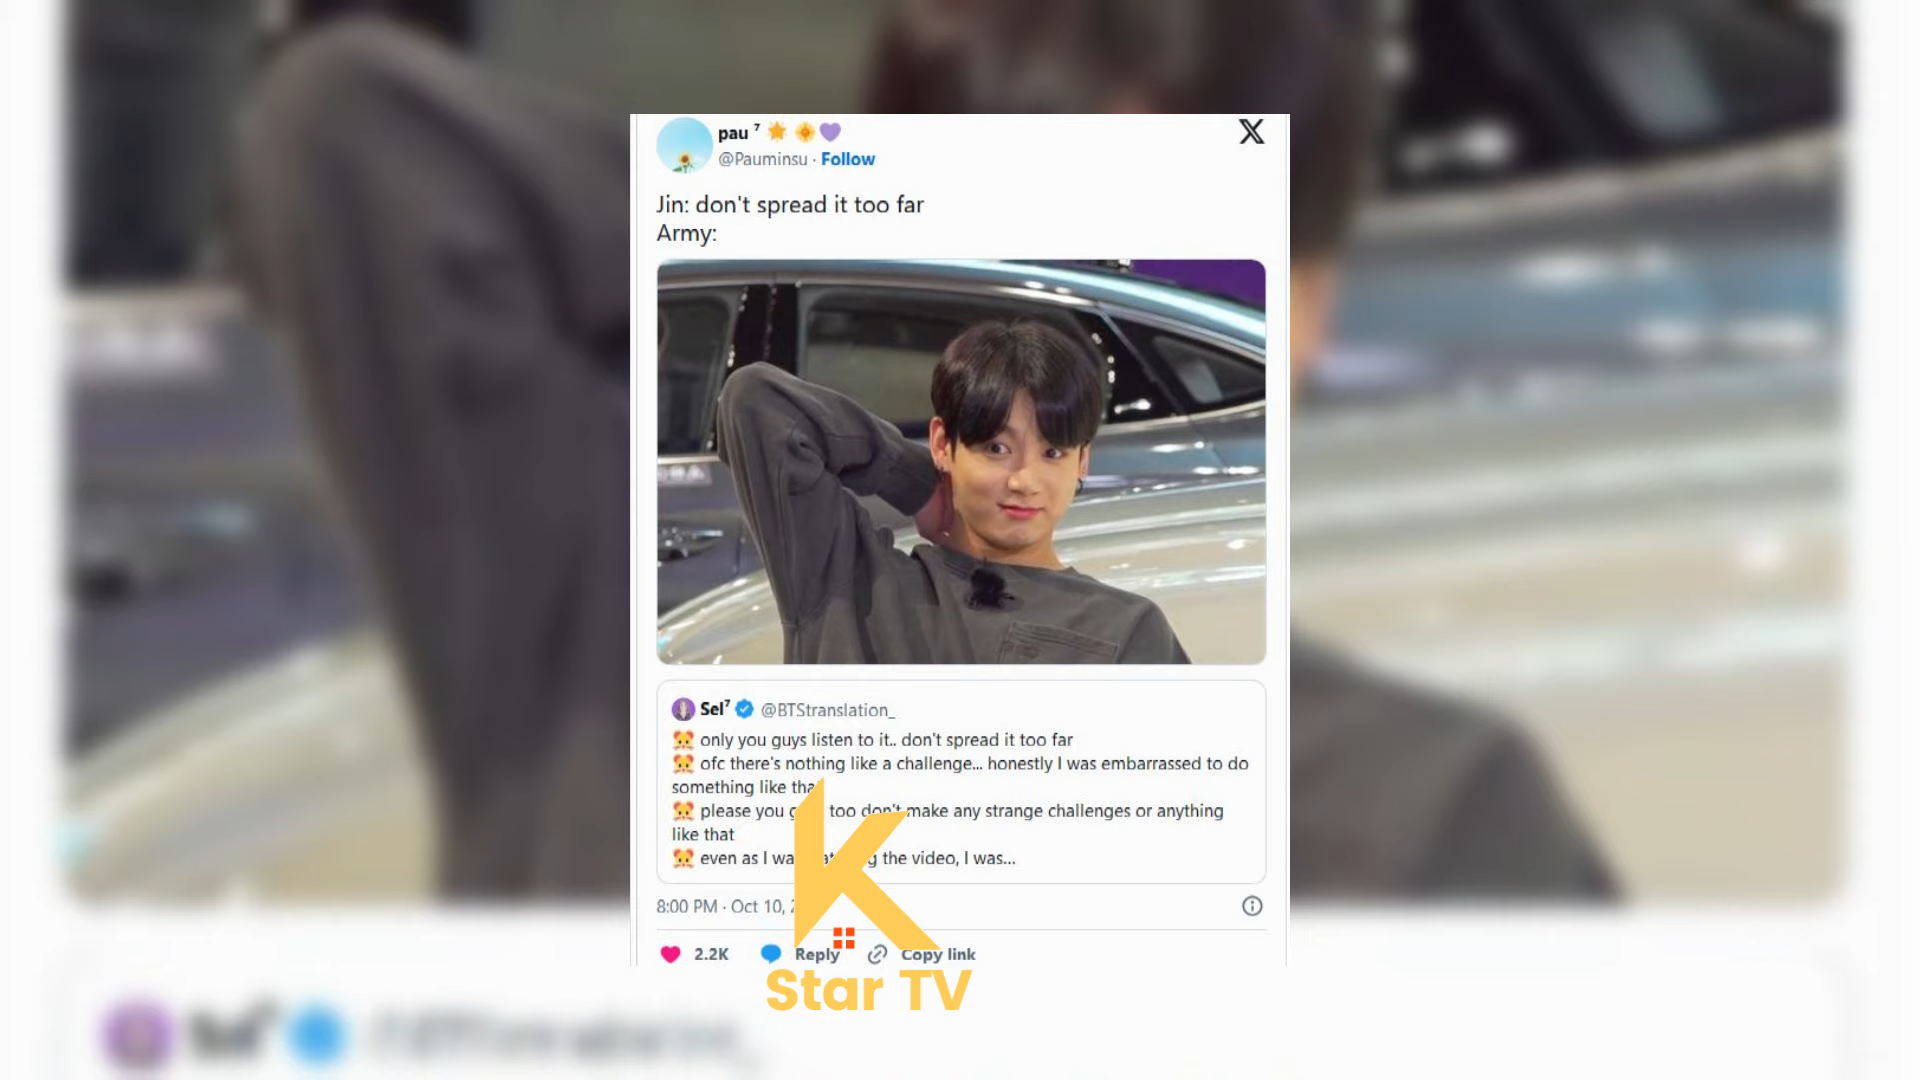 pau ⁷
@Pauminsu · Follow
Jin: don't spread it too far
Army:
Sel⁷ @BTStranslation_
🐹 only you guys listen to it.. don't spread it too far
🐹 ofc there's nothing like a challenge... honestly I was embarrassed to do
something like
🐹 please you too don't make any strange challenges or anything
like that
🐹 even as I the video, I was...
8:00 PM · Oct 10,
2.2K Reply Copy link
K
Star TV